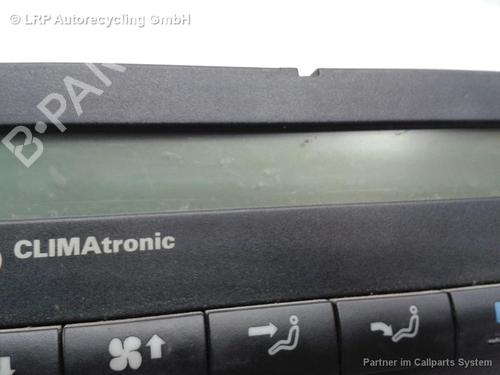 © LRP Autorecycling GmbH
B-PAR
CLIMAtronic
Partner im Callparts System